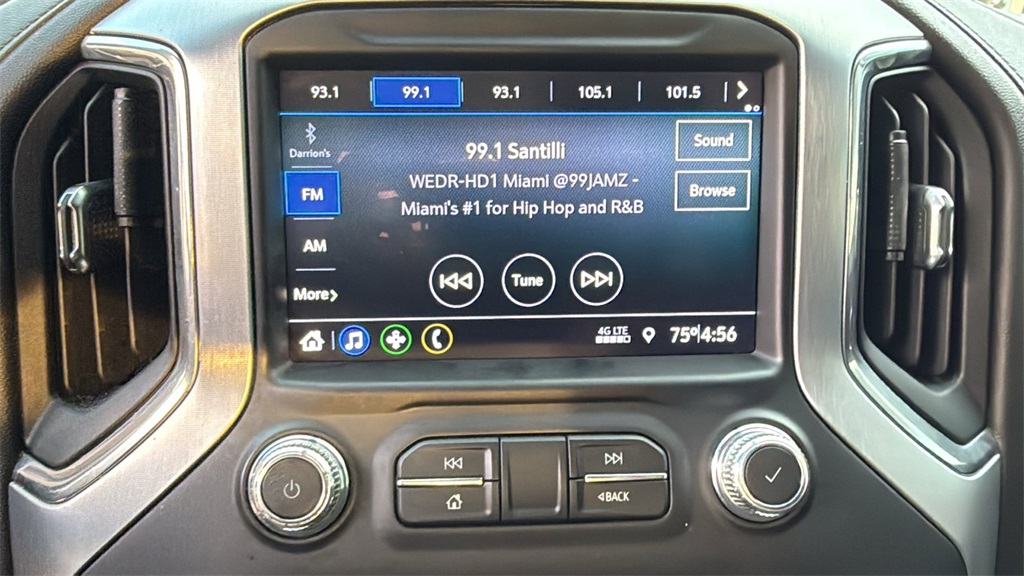 93.1 99.1 93.1 105.1 101.5
Darrion's
99.1 Santilli
Sound
FM
WEDR-HD1 Miami @99JAMZ -
Miami's #1 for Hip Hop and R&B
Browse
AM
Tune
More
4G LTE
75° 4:56
BACK